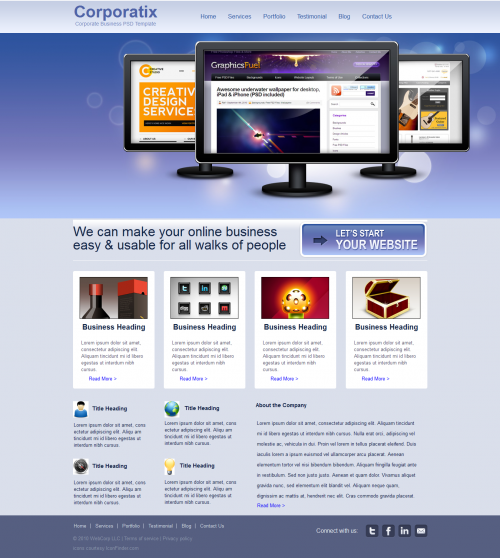 Corporatix
Corporate Business PSD Template
Home Services Portfolio Testimonial Blog Contact Us
CREATIVE DESIGN SERVICES
GraphicsFuel
Awesome underwater wallpaper for desktop, iPad & iPhone (PSD included)
We can make your online business
easy & usable for all walks of people
LET'S START
YOUR WEBSITE
Business Heading Business Heading Business Heading Business Heading
Lorem ipsum dolor sit amet, consectetur adipiscing elit. Aliquam tincidunt mi id libero egestas ut interdum nibh cursus.
Read More >
Lorem ipsum dolor sit amet, consectetur adipiscing elit. Aliquam tincidunt mi id libero egestas ut interdum nibh cursus.
Read More >
Lorem ipsum dolor sit amet, consectetur adipiscing elit. Aliquam tincidunt mi id libero egestas ut interdum nibh cursus.
Read More >
Lorem ipsum dolor sit amet, consectetur adipiscing elit. Aliquam tincidunt mi id libero egestas ut interdum nibh cursus.
Read More >
Title Heading
Lorem ipsum dolor sit amet, cons
ectetur adipiscing elit. Aliqu am
tincidunt mi id libero egestas ut
interdum nibh cursus.
Title Heading
Lorem ipsum dolor sit amet, cons
ectetur adipiscing elit. Aliqu am
tincidunt mi id libero egestas ut
interdum nibh cursus.
Title Heading
Lorem ipsum dolor sit amet, cons
ectetur adipiscing elit. Aliqu am
tincidunt mi id libero egestas ut
interdum nibh cursus.
Title Heading
Lorem ipsum dolor sit amet, cons
ectetur adipiscing elit. Aliqu am
tincidunt mi id libero egestas ut
interdum nibh cursus.
About the Company
Lorem ipsum dolor sit amet, consectetur adipiscing elit. Aliquam tincidunt
mi id libero egestas ut interdum nibh cursus. Nulla erat orci, adipiscing vel
molestie ac, vehicula in dui. Proin vel lorem in tellus placerat eleifend. Duis
iaculis lorem a ipsum euismod vel ullamcorper arcu placerat. Aenean
elementum tortor vel nisi bibendum bibendum. Aliquam fringilla feugiat ante
in vestibulum. Sed non justo justo. Aenean a dolor velit. Vivamus aliquet
gravida nunc, sed elementum elit blandit vel. Aliquam neque quam,
dignissim ac mattis at, hendrerit nec elit. Cras commodo gravida placerat.
Read More >
Home | Services | Portfolio | Testimonial | Blog | Contact Us
© 2010 WebCorp LLC | Terms of service | Privacy policy
Icons courtesy IconFinder.com
Connect with us: